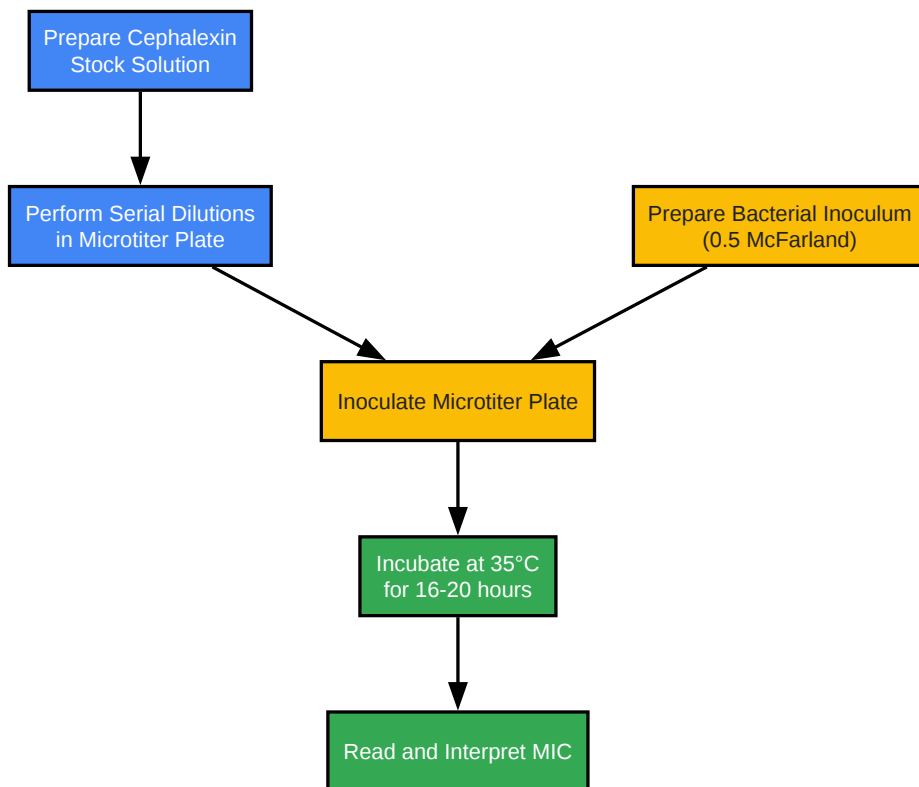 Prepare Cephalexin
Stock Solution
Perform Serial Dilutions
in Microtiter Plate
Prepare Bacterial Inoculum
(0.5 McFarland)
Inoculate Microtiter Plate
Incubate at 35°C
for 16-20 hours
Read and Interpret MIC